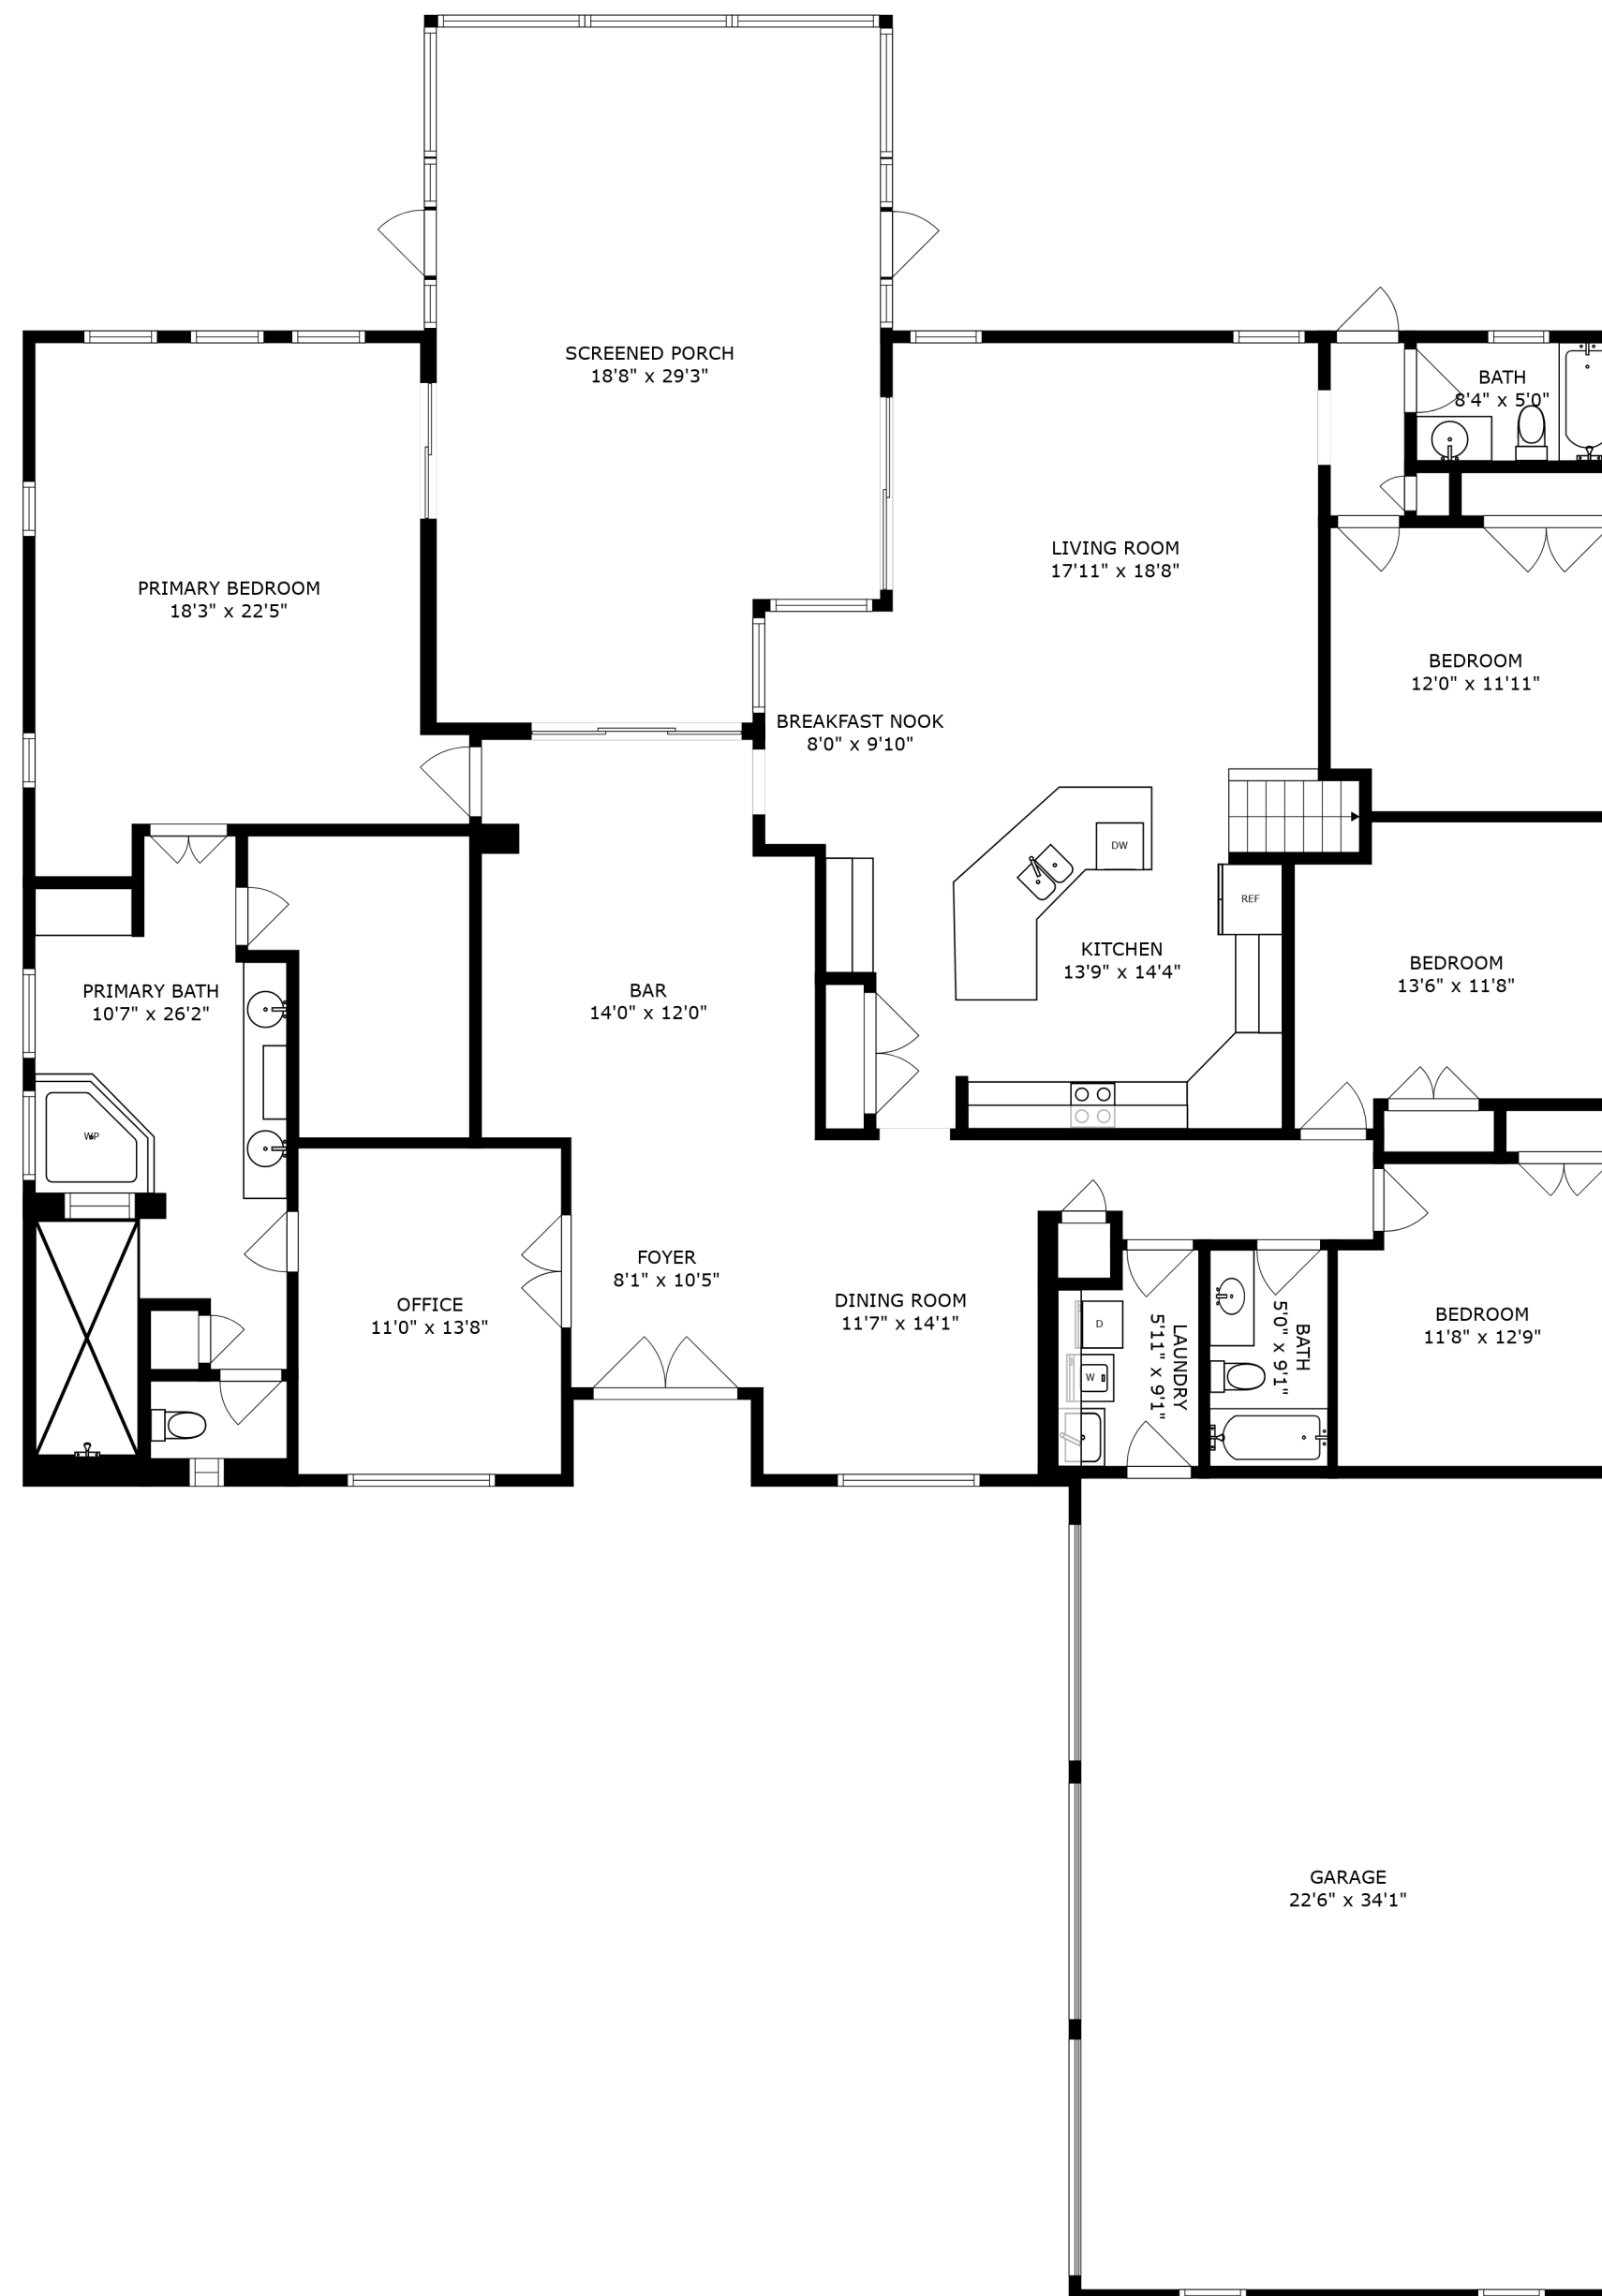 SCREENED PORCH
18'8" x 29'3"
BATH
8'4" x 5'0"
LIVING ROOM
17'11" x 18'8"
PRIMARY BEDROOM
18'3" x 22'5"
BEDROOM
12'0" x 11'11"
BREAKFAST NOOK
8'0" x 9'10"
DW
REF
KITCHEN
13'9" x 14'4"
BEDROOM
13'6" x 11'8"
PRIMARY BATH
10'7" x 26'2"
BAR
14'0" x 12'0"
WP
FOYER
8'1" x 10'5"
OFFICE
11'0" x 13'8"
DINING ROOM
11'7" x 14'1"
D
W
LAUNDRY
5'11" x 9'1"
BATH
5'0" x 9'1"
BEDROOM
11'8" x 12'9"
GARAGE
22'6" x 34'1"